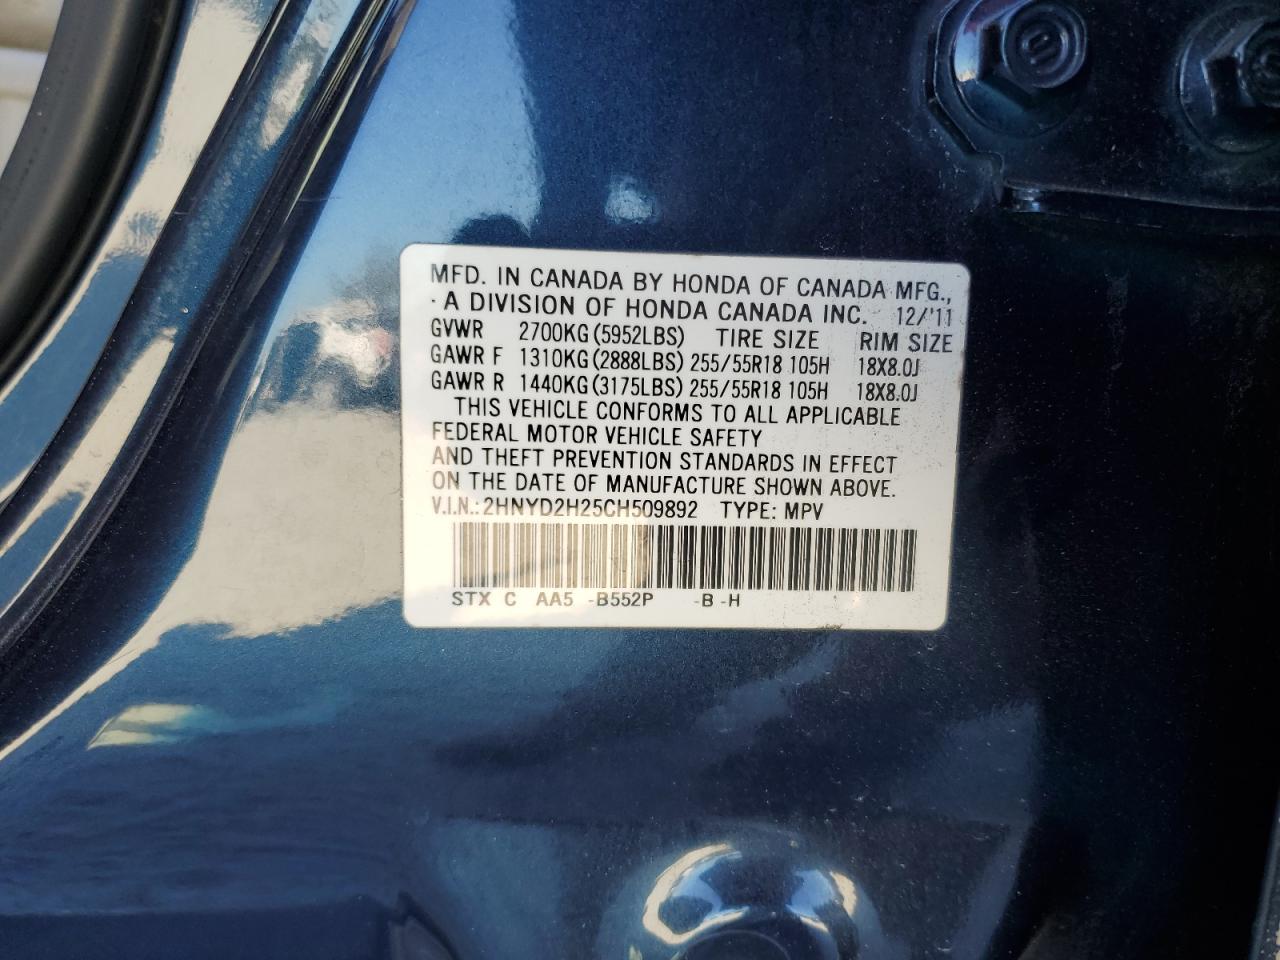 MFD. IN CANADA BY HONDA OF CANADA MFG.,
A DIVISION OF HONDA CANADA INC. 12/'11
GVWR 2700KG(5952LBS) TIRE SIZE RIM SIZE
GAWR F 1310KG(2888LBS) 255/55R18 105H 18X8.0J
GAWR R 1440KG(3175LBS) 255/55R18 105H 18X8.0J
THIS VEHICLE CONFORMS TO ALL APPLICABLE
FEDERAL MOTOR VEHICLE SAFETY
AND THEFT PREVENTION STANDARDS IN EFFECT
ON THE DATE OF MANUFACTURE SHOWN ABOVE.
V.I.N.:2HNYD2H25CH509892 TYPE: MPV
STX C AA5 -B552P -B -H